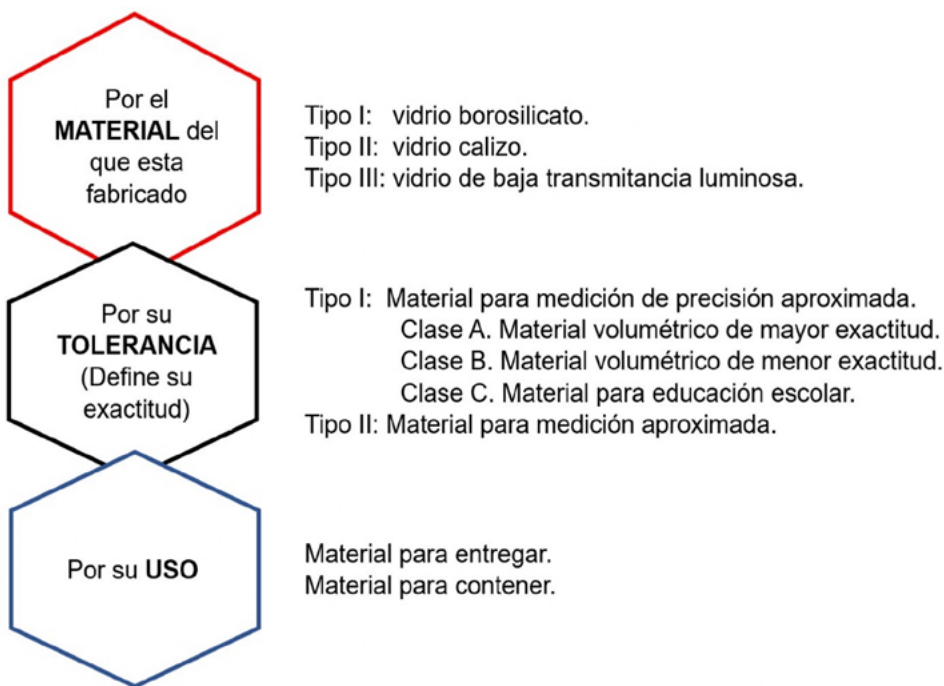 Por el
MATERIAL del
que esta
fabricado
Tipo I: vidrio borosilicato.
Tipo II: vidrio calizo.
Tipo III: vidrio de baja transmitancia luminosa.
Por su
TOLERANCIA
(Define su
exactitud)
Tipo I: Material para medición de precisión aproximada.
Clase A. Material volumétrico de mayor exactitud.
Clase B. Material volumétrico de menor exactitud.
Clase C. Material para educación escolar.
Tipo II: Material para medición aproximada.
Por su USO
Material para entregar.
Material para contener.